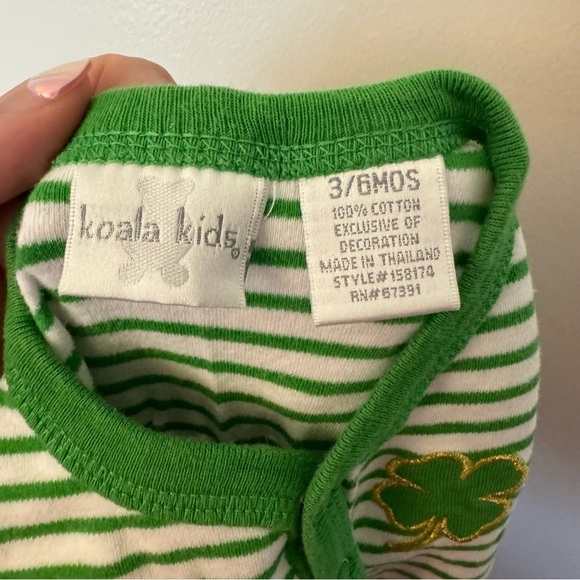 koala kids®
3/6MOS
100% COTTON
EXCLUSIVE OF
DECORATION
MADE IN THAILAND
STYLE#158174
RN#67391